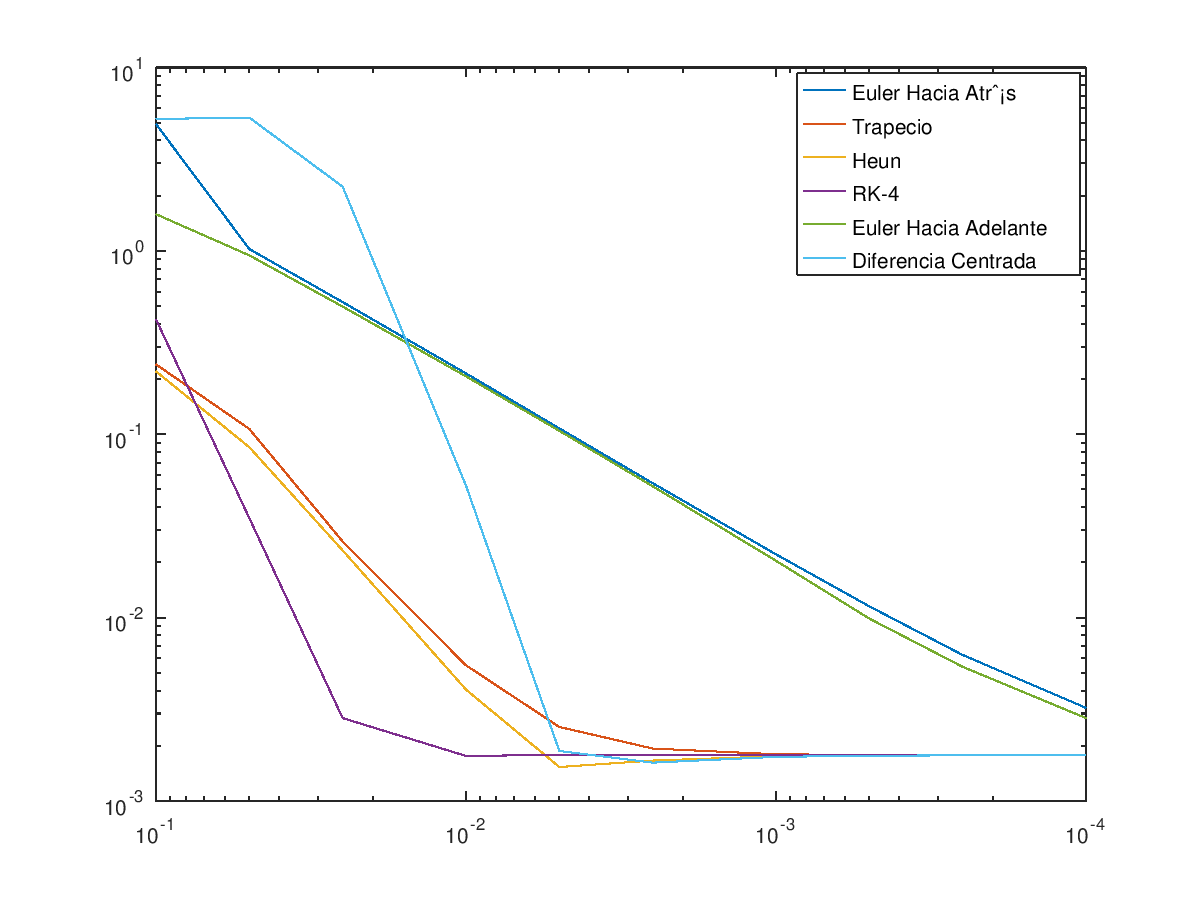 10^1
10^0
10^-1
10^-2
10^-3
10^-1 10^-2 10^-3 10^-4
Euler Hacia Atrˆ¡s
Trapecio
Heun
RK-4
Euler Hacia Adelante
Diferencia Centrada